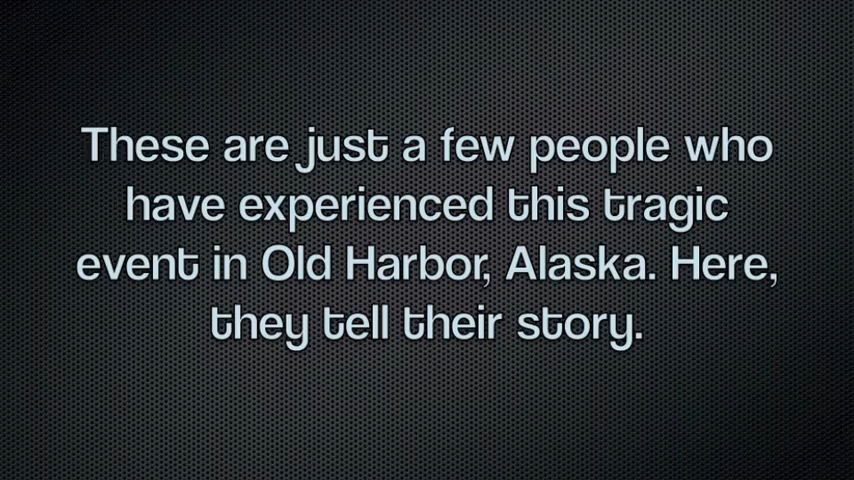 These are just a few people who
have experienced this tragic
event in Old Harbor, Alaska. Here,
they tell their story.